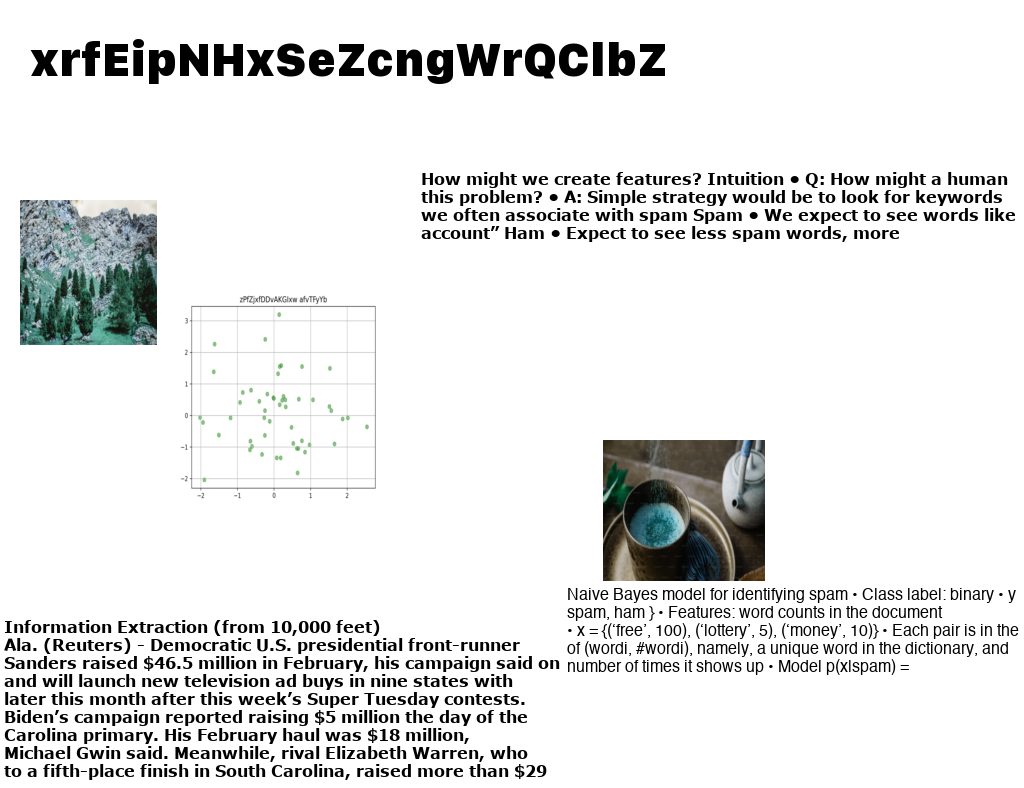 xrfEipNHxSeZcngWrQClbZ
How might we create features? Intuition ● Q: How might a human
this problem? ● A: Simple strategy would be to look for keywords
we often associate with spam Spam ● We expect to see words like
account” Ham ● Expect to see less spam words, more
zPfZjxfDDvAKGlxw afvTFyYb
3
2
1
0
−1
−2
−2
−1
0
1
2
Naive Bayes model for identifying spam • Class label: binary • y
spam, ham } • Features: word counts in the document
• x = {(‘free’, 100), (‘lottery’, 5), (‘money’, 10)} • Each pair is in the
of (wordi, #wordi), namely, a unique word in the dictionary, and
number of times it shows up • Model p(x|spam) =
Information Extraction (from 10,000 feet)
Ala. (Reuters) - Democratic U.S. presidential front-runner
Sanders raised $46.5 million in February, his campaign said on
and will launch new television ad buys in nine states with
later this month after this week’s Super Tuesday contests.
Biden’s campaign reported raising $5 million the day of the
Carolina primary. His February haul was $18 million,
Michael Gwin said. Meanwhile, rival Elizabeth Warren, who
to a fifth-place finish in South Carolina, raised more than $29